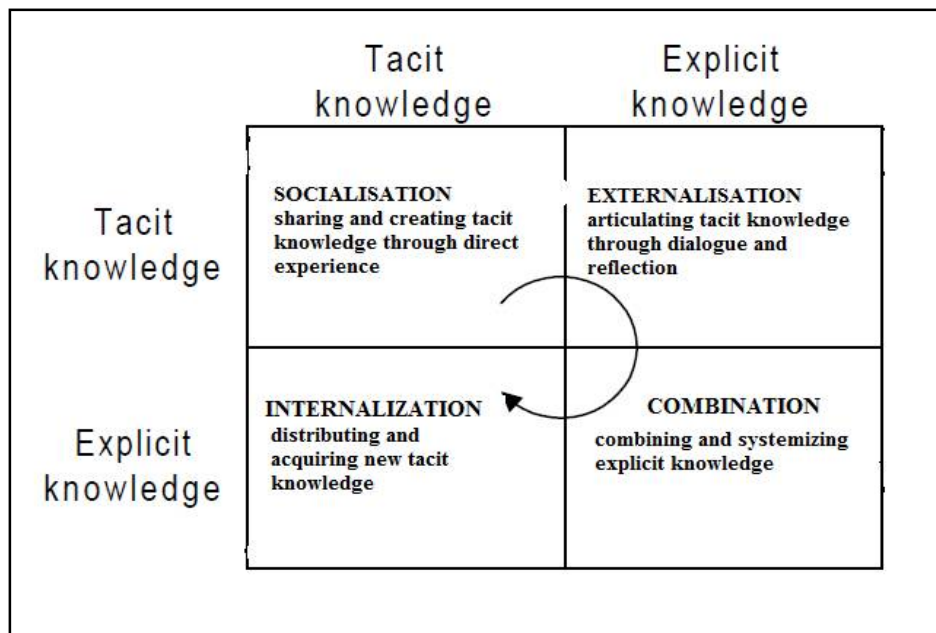 Tacit
knowledge
Explicit
knowledge
Tacit
knowledge
SOCIALISATION
sharing and creating tacit
knowledge through direct
experience
EXTERNALISATION
articulating tacit knowledge
through dialogue and
reflection
Explicit
knowledge
INTERNALIZATION
distributing and
acquiring new tacit
knowledge
COMBINATION
combining and systemizing
explicit knowledge